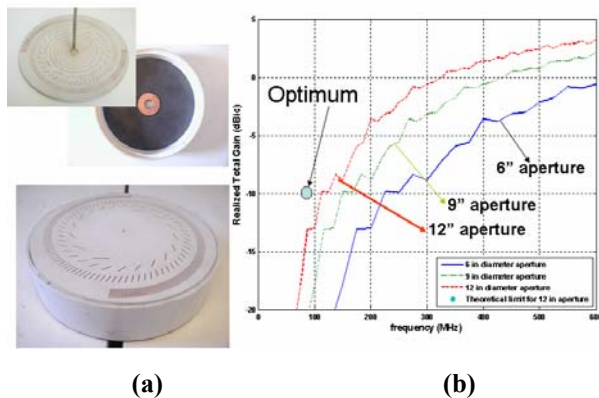 Realized Total Gain (dBic)
5
0
-5
-10
-15
-20
0
100
200
300
400
500
600
frequency (MHz)
Optimum
6” aperture
9” aperture
12” aperture
6 in diameter aperture
9 in diameter aperture
12 in diameter aperture
Theoretical limit for 12 in aperture
(a)
(b)